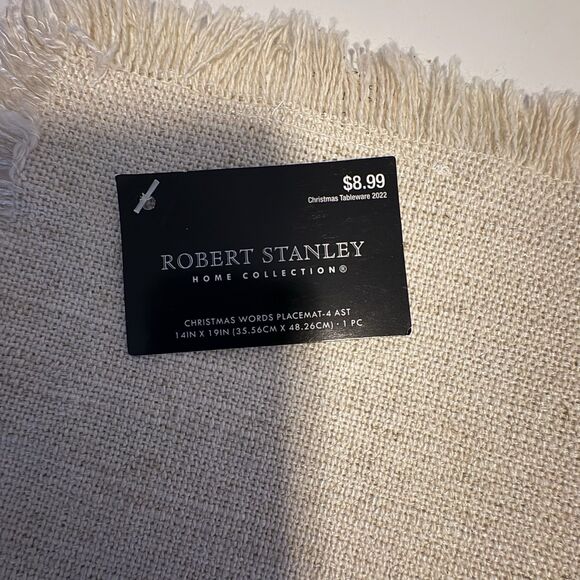 $8.99
Christmas Tableware 2022
ROBERT STANLEY
HOME COLLECTION®
CHRISTMAS WORDS PLACEMAT-4 AST
14IN X 19IN (35.56CM X 48.26CM) • 1 PC